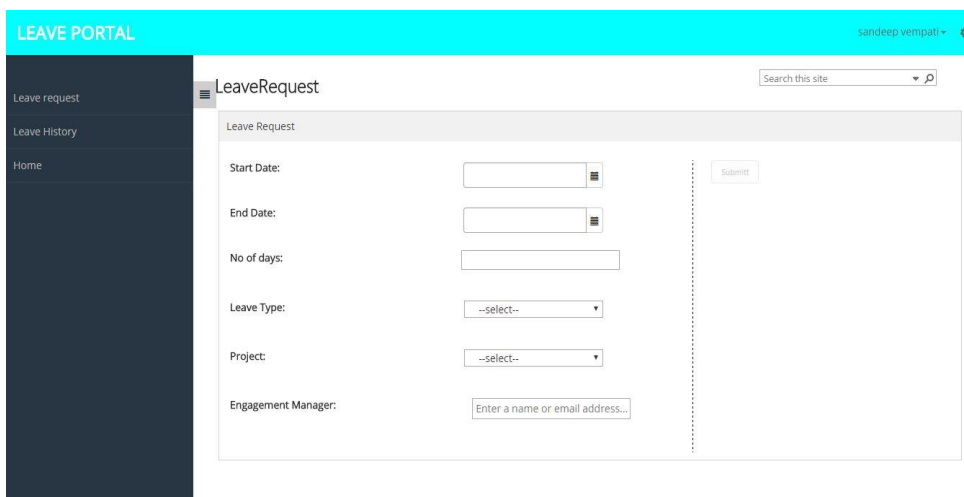 LEAVE PORTAL
sandeep vempati
Leave request
Leave History
Home
LeaveRequest
Search this site
Leave Request
Start Date:
End Date:
No of days:
Leave Type:
--select--
Project:
--select--
Engagement Manager:
Enter a name or email address...
Submitt